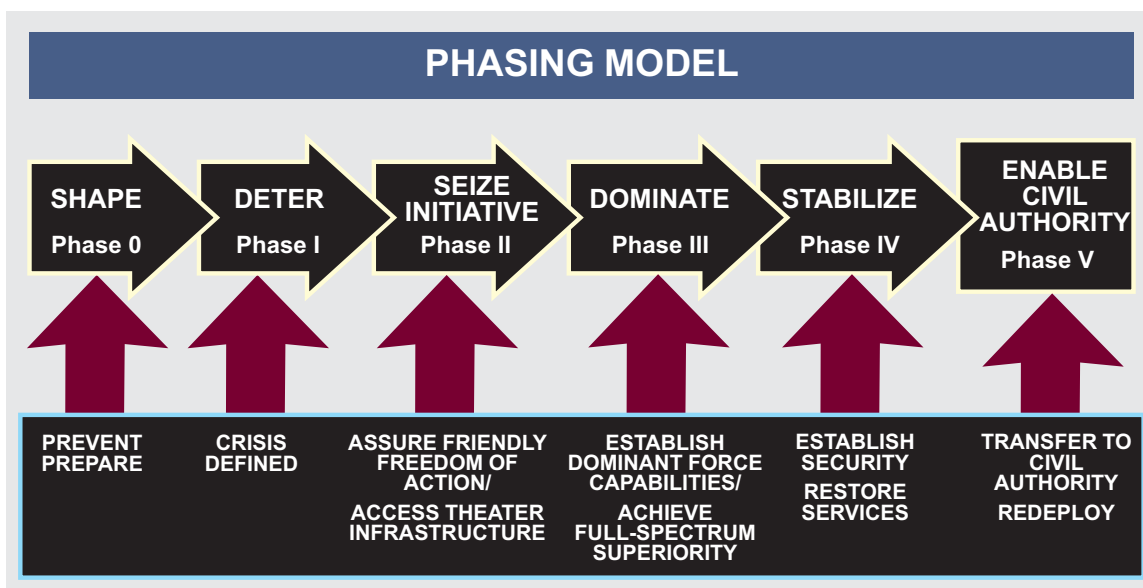 PHASING MODEL
SHAPE
Phase 0
DETER
Phase I
SEIZE
INITIATIVE
Phase II
DOMINATE
Phase III
STABILIZE
Phase IV
ENABLE
CIVIL
AUTHORITY
Phase V
PREVENT
PREPARE
CRISIS
DEFINED
ASSURE FRIENDLY
FREEDOM OF
ACTION/
ACCESS THEATER
INFRASTRUCTURE
ESTABLISH
DOMINANT FORCE
CAPABILITIES/
ACHIEVE
FULL-SPECTRUM
SUPERIORITY
ESTABLISH
SECURITY
RESTORE
SERVICES
TRANSFER TO
CIVIL
AUTHORITY
REDEPLOY